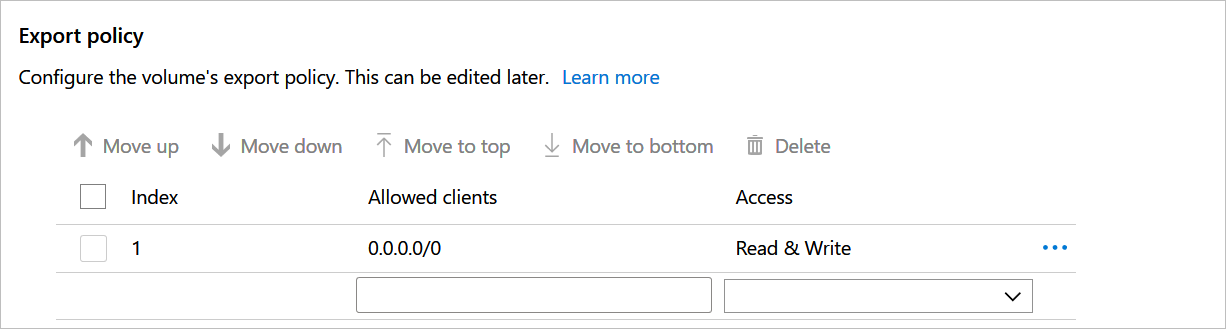 Export policy
Configure the volume's export policy. This can be edited later. Learn more
Move up Move down Move to top Move to bottom Delete
Index Allowed clients Access
1 0.0.0.0/0 Read & Write